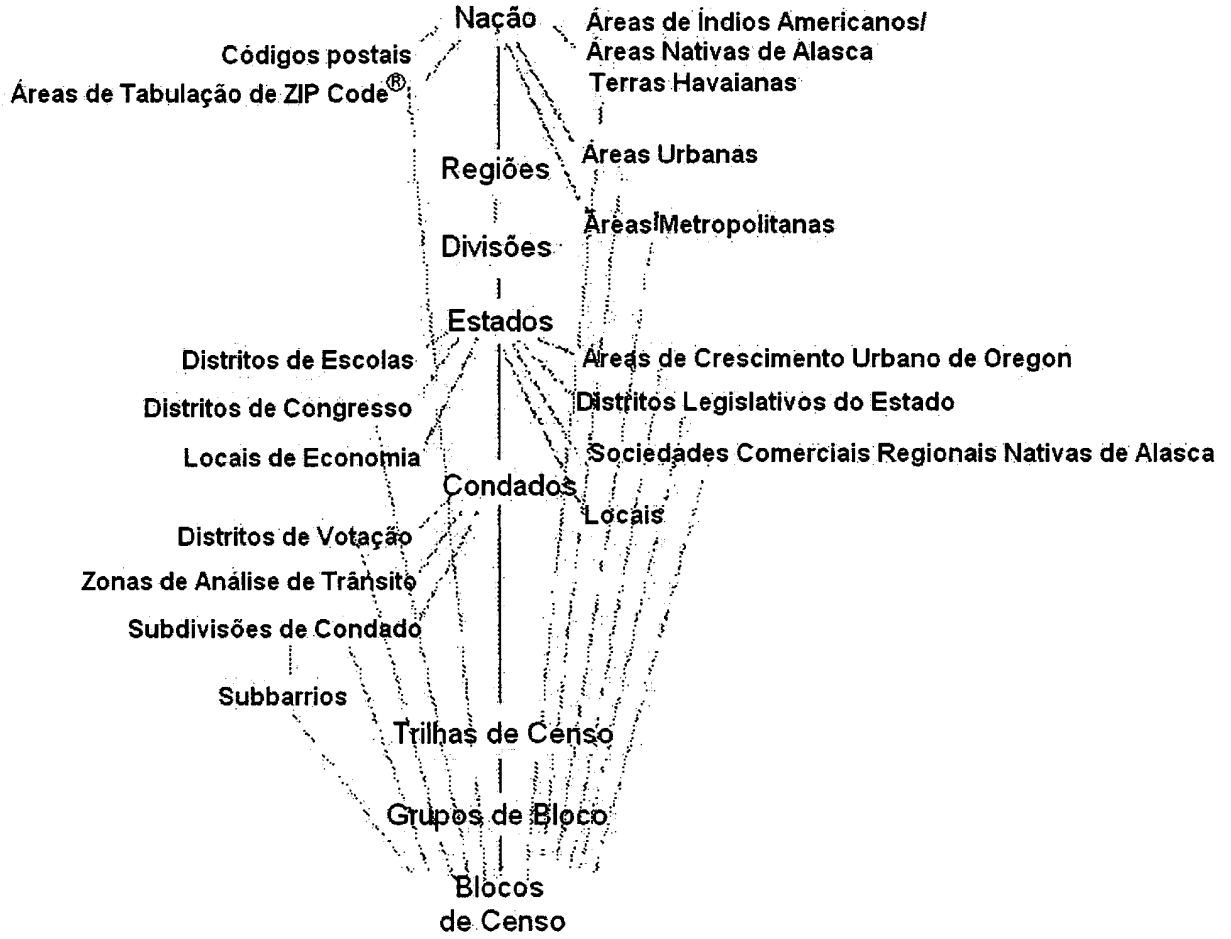 Nação
Áreas de Índios Americanos/
Códigos postais
Áreas Nativas de Alasca
Terras Havaianas
Áreas de Tabulação de ZIP Code®
Regiões
Áreas Urbanas
Áreas Metropolitanas
Divisões
Estados
Distritos de Escolas
Áreas de Crescimento Urbano de Oregon
Distritos de Congresso
Distritos Legislativos do Estado
Locais de Economia
Sociedades Comerciais Regionais Nativas de Alasca
Condados
Locais
Distritos de Votação
Zonas de Análise de Trânsito
Subdivisões de Condado
Subbarrios
Trilhas de Censo
Grupos de Bloco
Blocos
de Censo